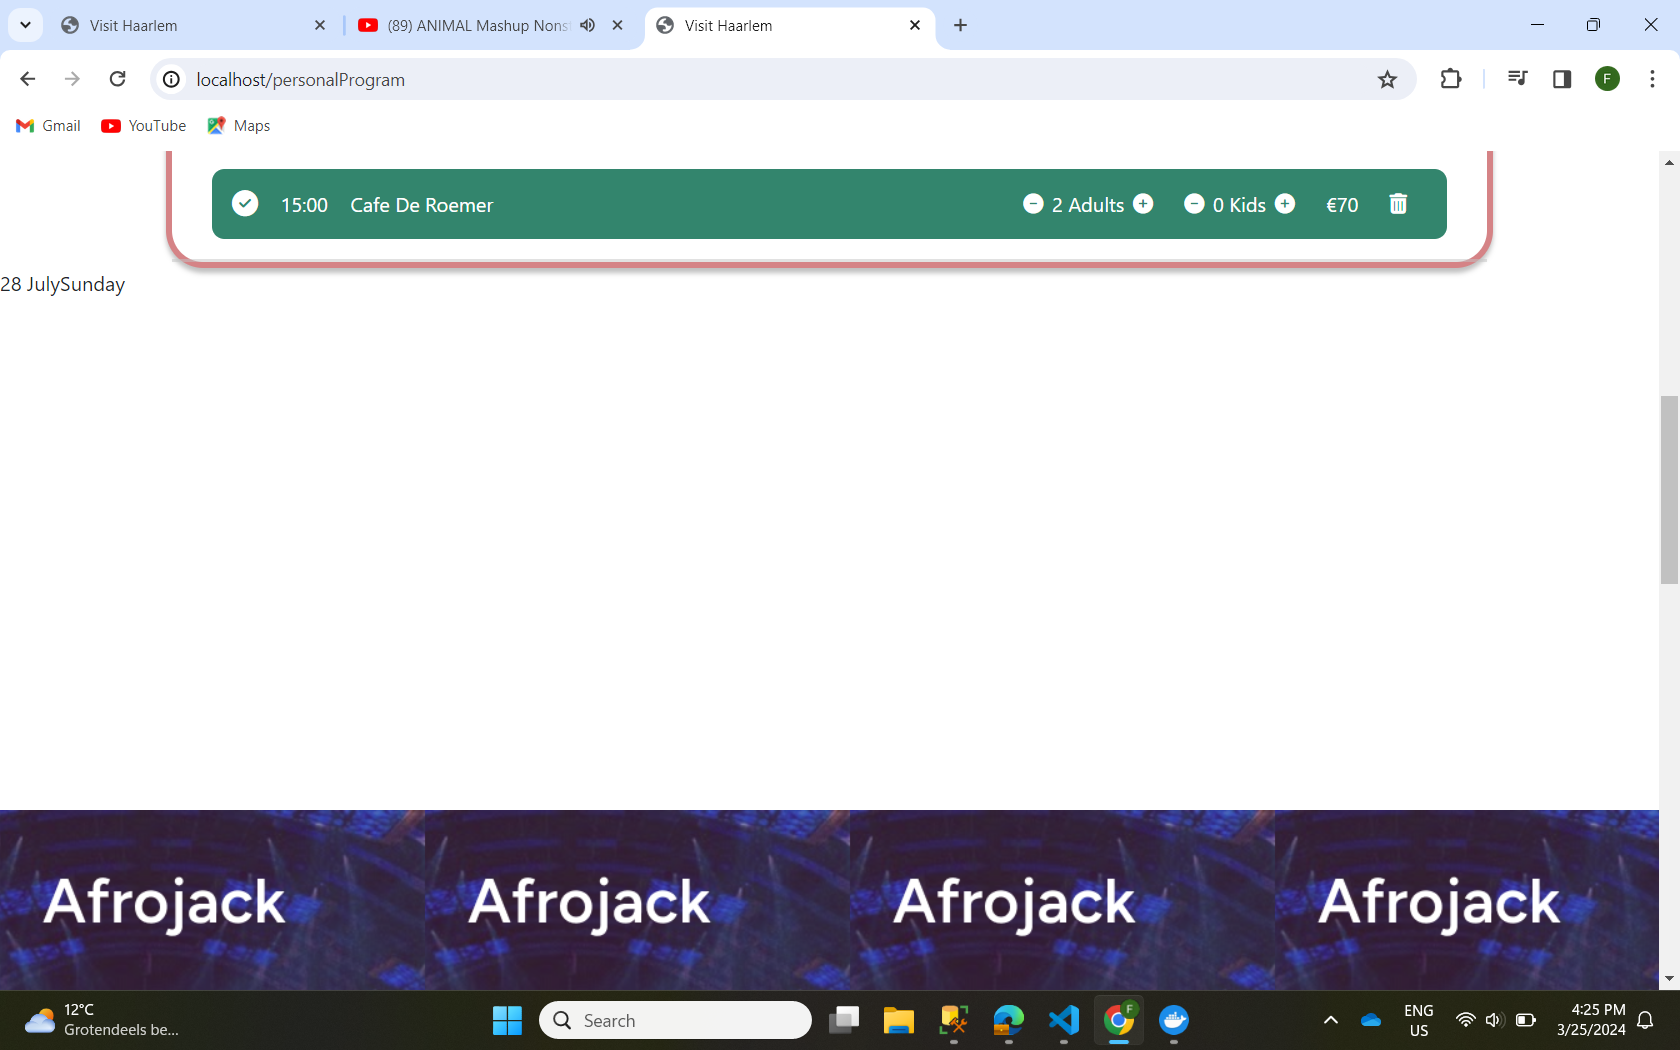 Visit Haarlem
(89) ANIMAL Mashup Nons
Visit Haarlem
localhost/personalProgram
F
Gmail
YouTube
Maps
15:00 Cafe De Roemer 2 Adults 0 Kids €70
28 JulySunday
Afrojack Afrojack Afrojack Afrojack
12°C
Grotendeels be...
Search
F
ENG
US
4:25 PM
3/25/2024